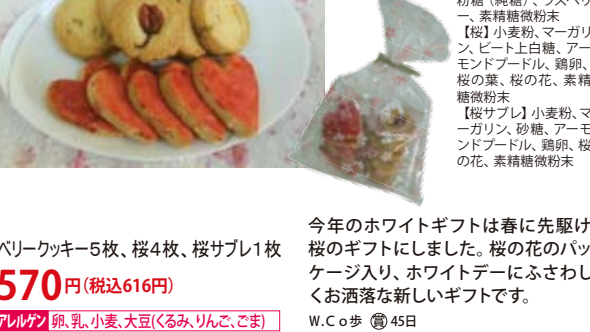 粉糖（純糖）、ラズベリ
ー、素精糖微粉末
【桜】小麦粉、マーガリ
ン、ビート上白糖、アー
モンドプードル、鶏卵、
桜の葉、桜の花、素精
糖微粉末
【桜サブレ】小麦粉、マ
ーガリン、砂糖、アーモ
ンドプードル、鶏卵、桜
の花、素精糖微粉末
ベリークッキー5枚、桜4枚、桜サブレ1枚
570円(税込616円)
アレルゲン 卵、乳、小麦、大豆(くるみ、りんご、ごま)
今年のホワイトギフトは春に先駆け
桜のギフトにしました。桜の花のパッ
ケージ入り、ホワイトデーにふさわし
くお洒落な新しいギフトです。
W.Co歩 賞45日